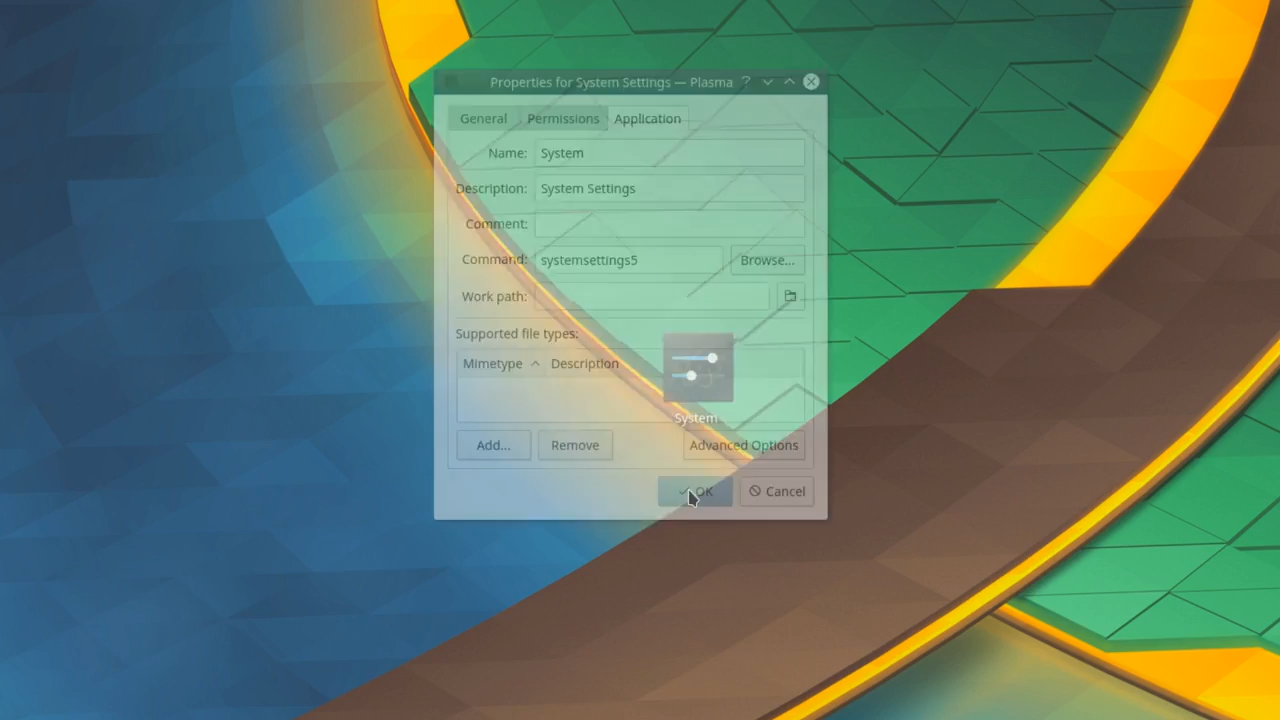 Properties for System Settings — Plasma ?
General Permissions Application
Name: System
Description: System Settings
Comment:
Command: systemsettings5 Browse...
Work path:
Supported file types:
Mimetype Description
System
Add... Remove Advanced Options
OK Cancel